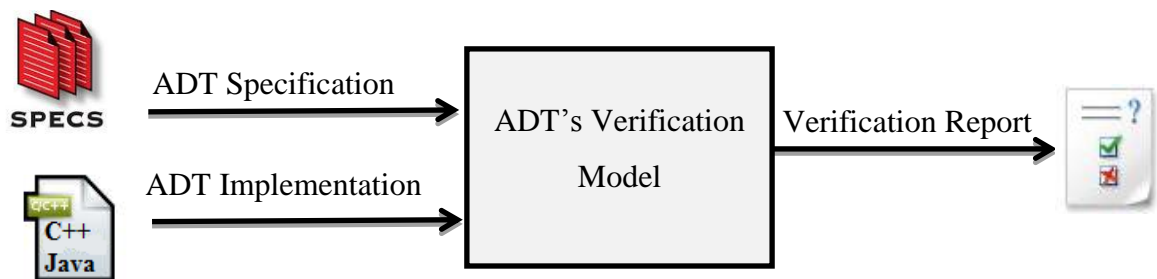 SPECS
ADT Specification
ADT Implementation
C/C++
C++
Java
ADT's Verification
Model
Verification Report
?